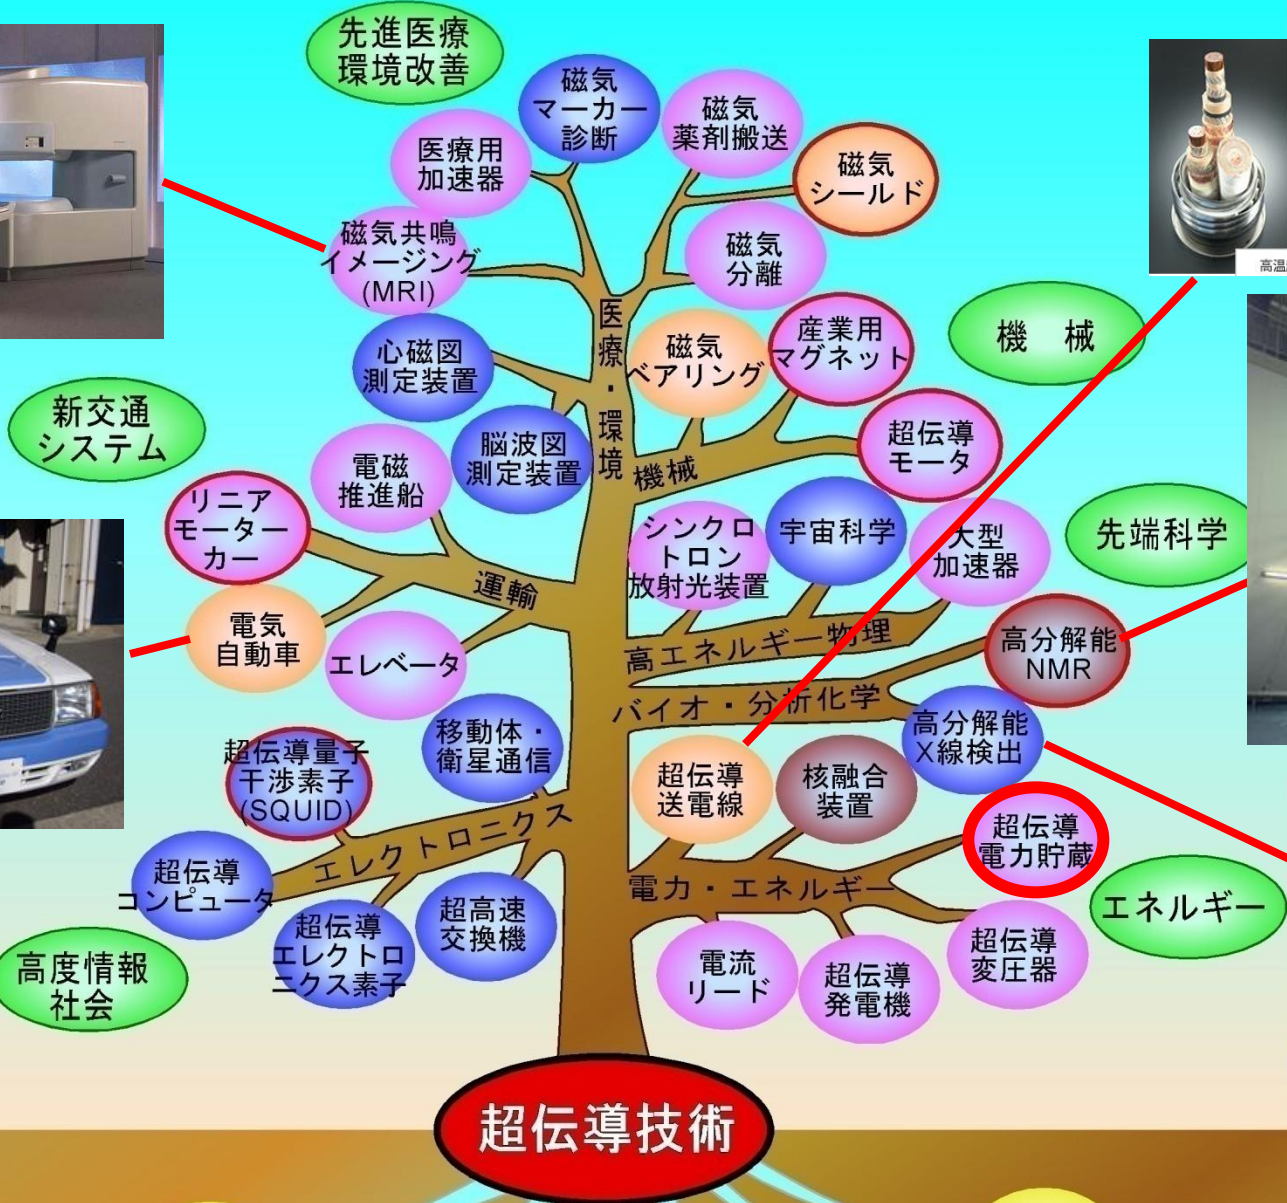 先進医療
環境改善
磁気
マーカー
診断
磁気
薬剤搬送
医療用
加速器
磁気
シールド
磁気共鳴
イメージング
(MRI)
磁気
分離
高温
医療・環境
心磁図
測定装置
磁気
ベアリング
産業用
マグネット
機 械
新交通
システム
脳波図
測定装置
機械
超伝導
モータ
電磁
推進船
リニア
モーター
カー
シンクロ
トロン
放射光装置
宇宙科学
大型
加速器
先端科学
運輸
電気
自動車
エレベータ
高エネルギー物理
高分解能
NMR
バイオ・分析化学
高分解能
X線検出
移動体・
衛星通信
超伝導量子
干渉素子
(SQUID)
超伝導
送電線
核融合
装置
超伝導
電力貯蔵
エレクトロニクス
電力・エネルギー
エネルギー
超伝導
コンピュータ
超伝導
エレクトロ
ニクス素子
超高速
交換機
電流
リード
超伝導
発電機
超伝導
変圧器
高度情報
社会
超伝導技術